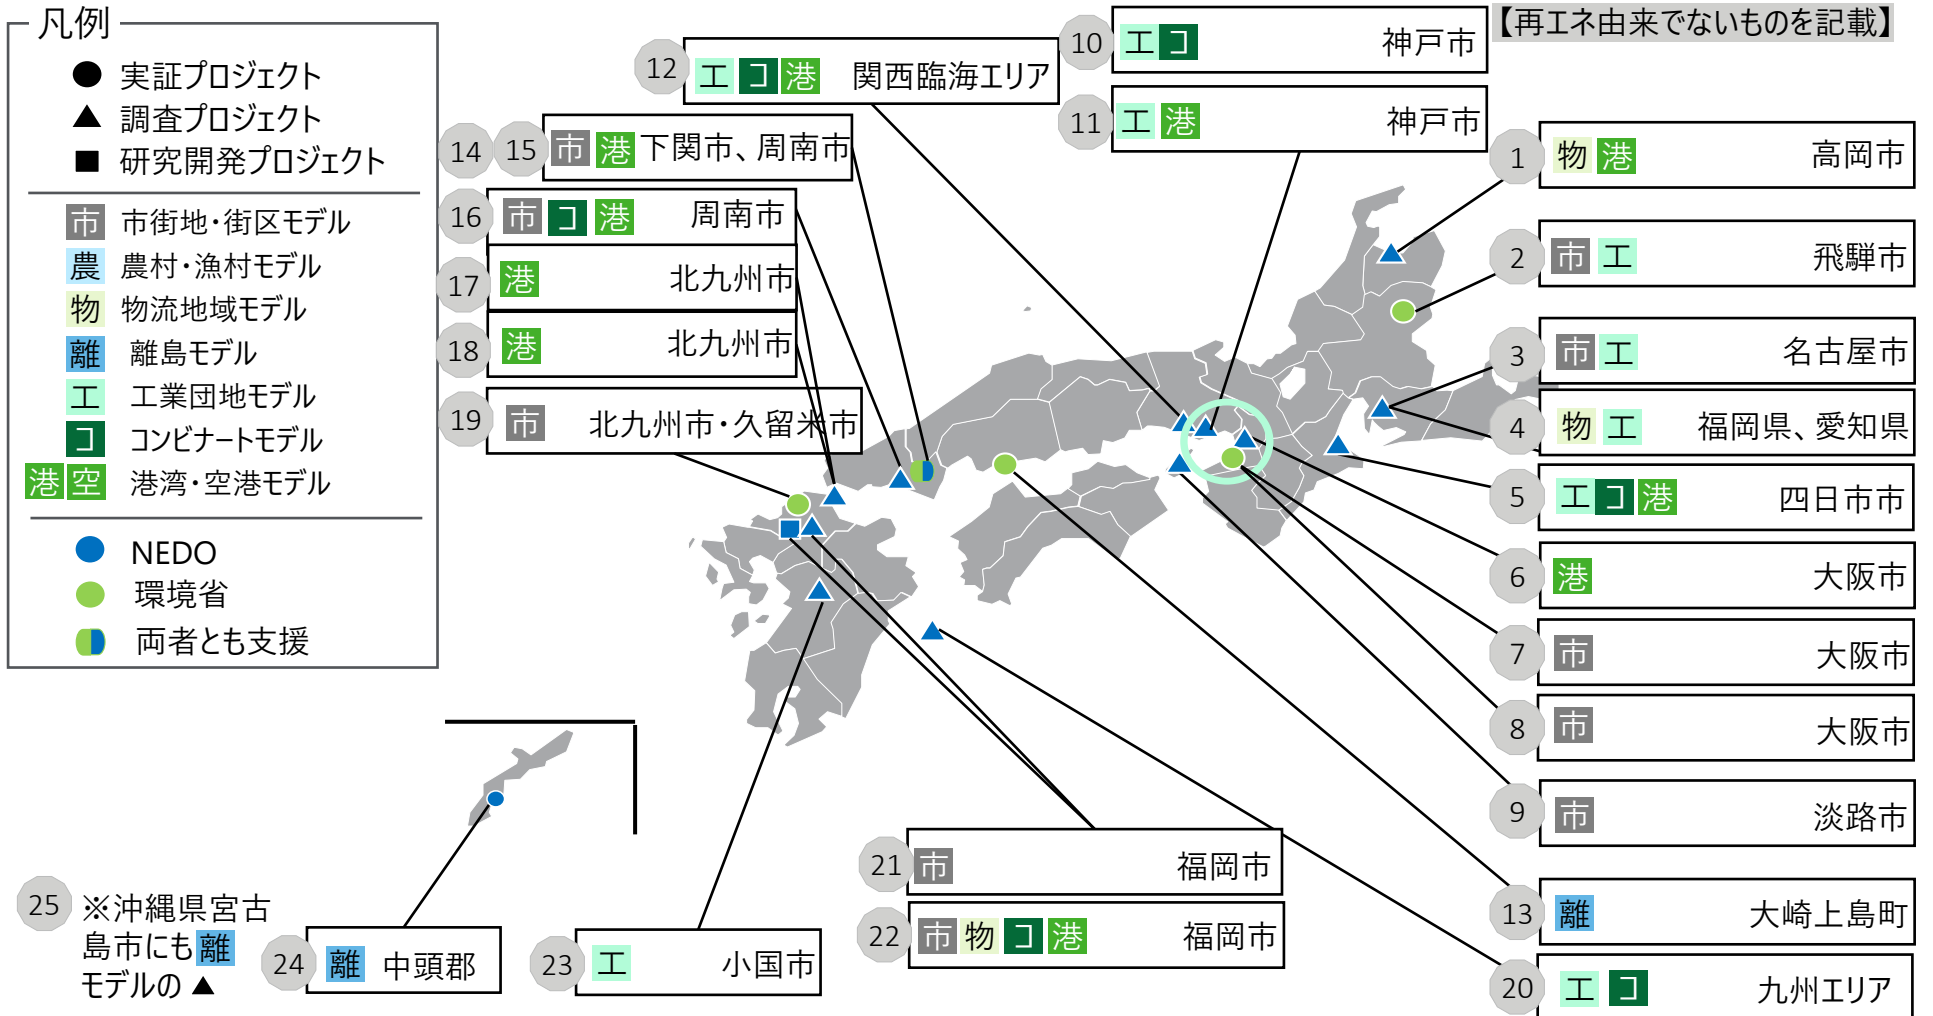 凡例
実証プロジェクト
調査プロジェクト
研究開発プロジェクト
市 市街地・街区モデル
農 農村・漁村モデル
物 物流地域モデル
離 離島モデル
工 工業団地モデル
コ コンビナートモデル
港 空 港湾・空港モデル
NEDO
環境省
両者とも支援
【再エネ由来でないものを記載】
10 工 コ 神戸市
11 工 港 神戸市
12 工 コ 港 関西臨海エリア
14 15 市 港 下関市、周南市
16 市 コ 港 周南市
17 港 北九州市
18 港 北九州市
19 市 北九州市・久留米市
1 物 港 高岡市
2 市 工 飛騨市
3 市 工 名古屋市
4 物 工 福岡県、愛知県
5 工 コ 港 四日市市
6 港 大阪市
7 市 大阪市
8 市 大阪市
9 市 淡路市
13 離 大崎上島町
20 工 コ 九州エリア
21 市 福岡市
22 市 物 コ 港 福岡市
23 工 小国市
24 離 中頭郡
25 ※沖縄県宮古
島市にも 離
モデルの ▲